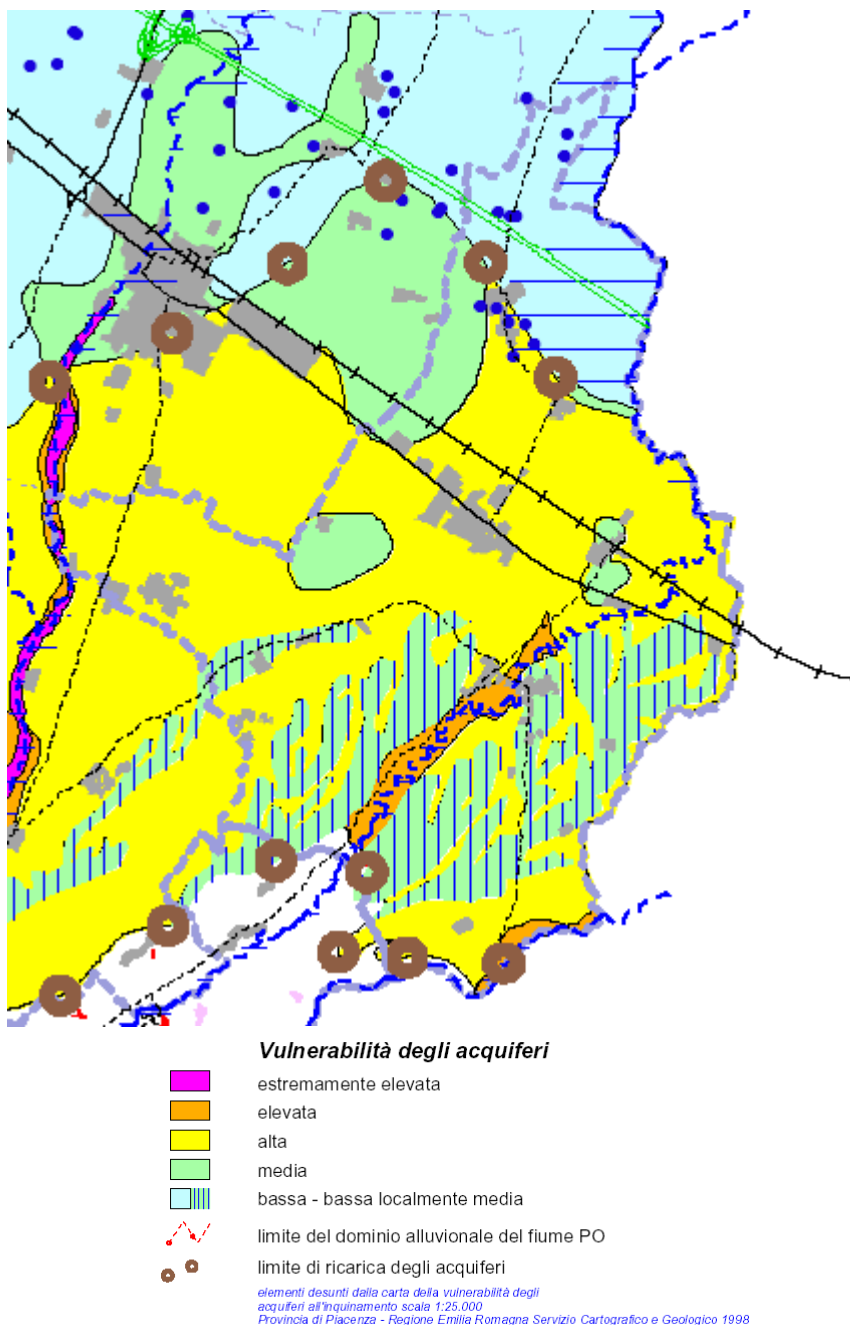 Vulnerabilità degli acquiferi
estremamente elevata
elevata
alta
media
bassa - bassa localmente media
limite del dominio alluvionale del fiume PO
limite di ricarica degli acquiferi
elementi desunti dalla carta della vulnerabilità degli
acquiferi all'inquinamento scala 1:25.000
Provincia di Piacenza - Regione Emilia Romagna Servizio Cartografico e Geologico 1998